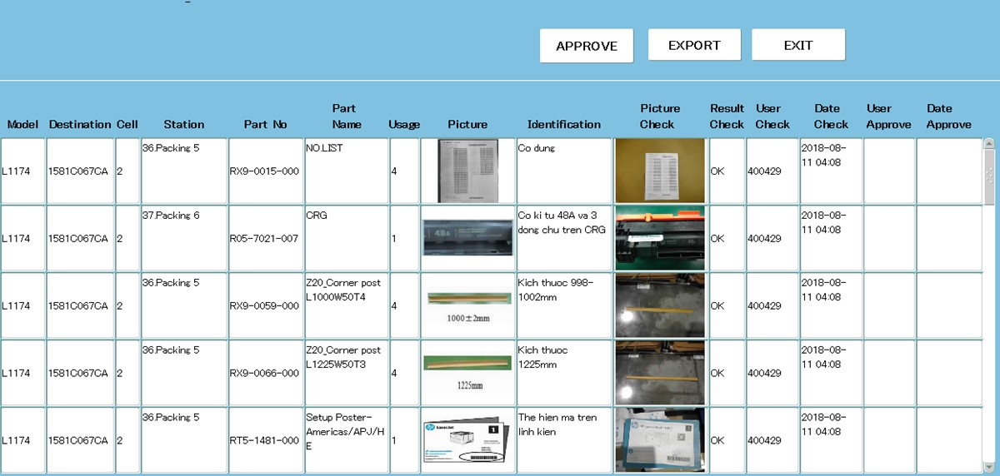 APPROVE EXPORT EXIT
Model Destination Cell Station Part No Part Name Usage Picture Identification Picture Check Result Check User Check Date Check User Approve Date Approve
L1174 1581C067CA 2 36.Packing 5 RX9-0015-000 NO.LIST 4 Co dung OK 400429 2018-08-
11 04:08
L1174 1581C067CA 2 37.Packing 6 R05-7021-007 CRG 1 48A Co ki tu 48A va 3
dong chu tren CRG OK 400429 2018-08-
11 04:08
L1174 1581C067CA 2 36.Packing 5 RX9-0059-000 Z20_Corner post
L1000W50T4 4 1000±2mm Kich thuoc 998-
1002mm OK 400429 2018-08-
11 04:08
L1174 1581C067CA 2 36.Packing 5 RX9-0066-000 Z20_Corner post
L1225W50T3 4 1225mm Kich thuoc
1225mm OK 400429 2018-08-
11 04:08
L1174 1581C067CA 2 36.Packing 5 RT5-1481-000 Setup Poster-
Americas/APJ/H
E 1 hp LaserJet 1 The hien ma tren
linh kien OK 400429 2018-08-
11 04:08